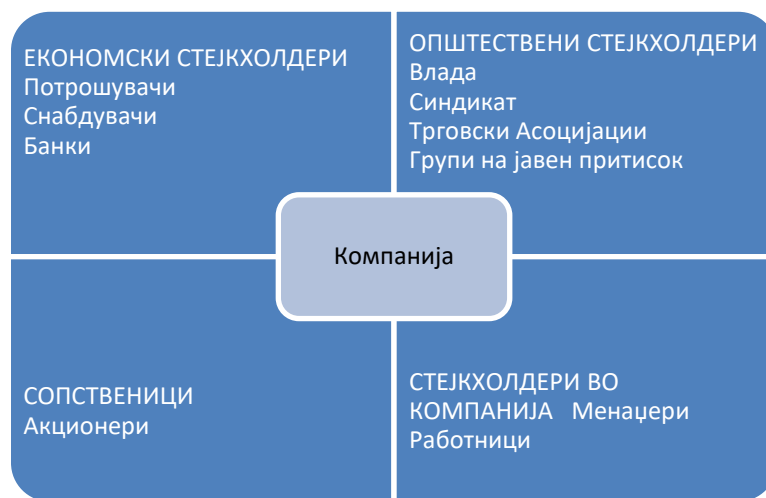 ЕКОНОМСКИ СТЕЈКХОЛДЕРИ
Потрошувачи
Снабдувачи
Банки
ОПШТЕСТВЕНИ СТЕЈКХОЛДЕРИ
Влада
Синдикат
Трговски Асоцијации
Групи на јавен притисок
Компанија
СОПСТВЕНИЦИ
Акционери
СТЕЈКХОЛДЕРИ ВО
КОМПАНИЈА Менаџери
Работници